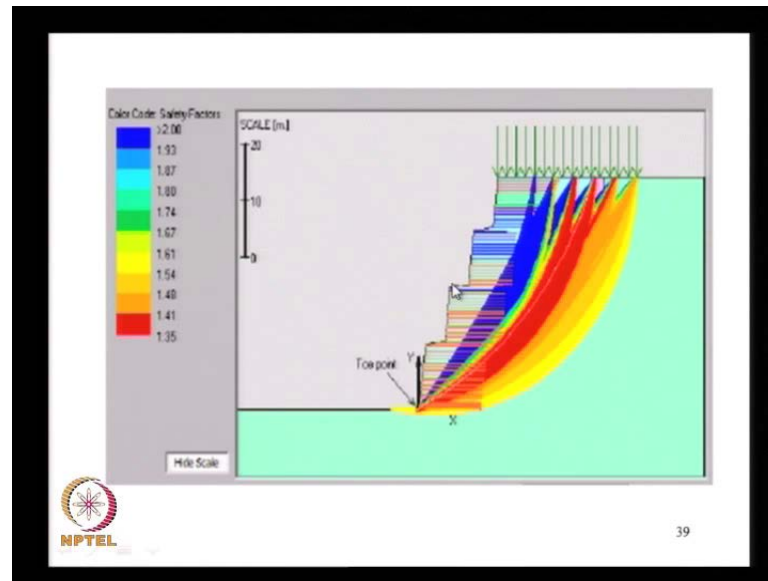 Color Code: Safety Factors
>2.00
1.93
1.87
1.80
1.74
1.67
1.61
1.54
1.48
1.41
1.35
SCALE [m.]
20
10
0
Toe point
Y
X
Hide Scale
NPTEL
39